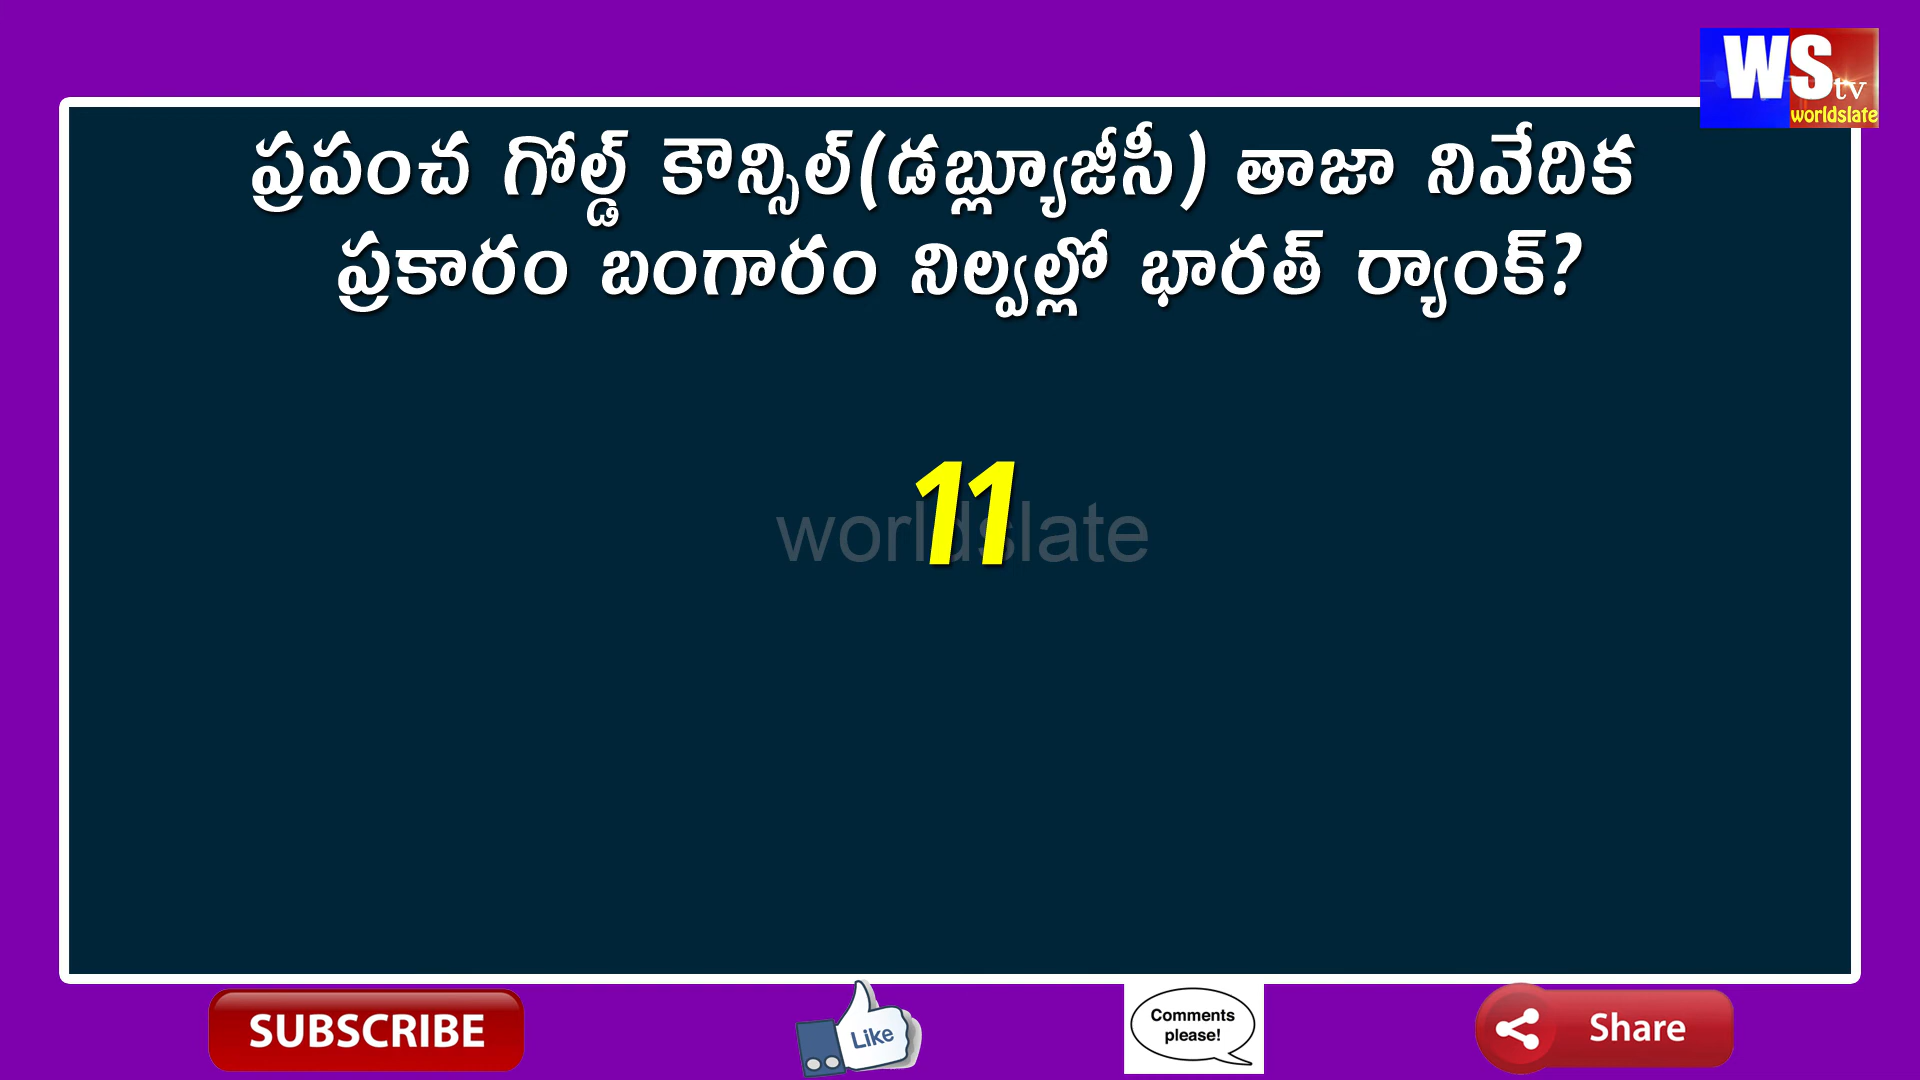 WS tv
worldslate
ప్రపంచ గోల్డ్ కౌన్సిల్(డబ్ల్యూజీసీ) తాజా నివేదిక
ప్రకారం బంగారం నిల్వల్లో భారత్ ర్యాంక్?
11
worldslate
SUBSCRIBE
Like
Comments
please!
Share